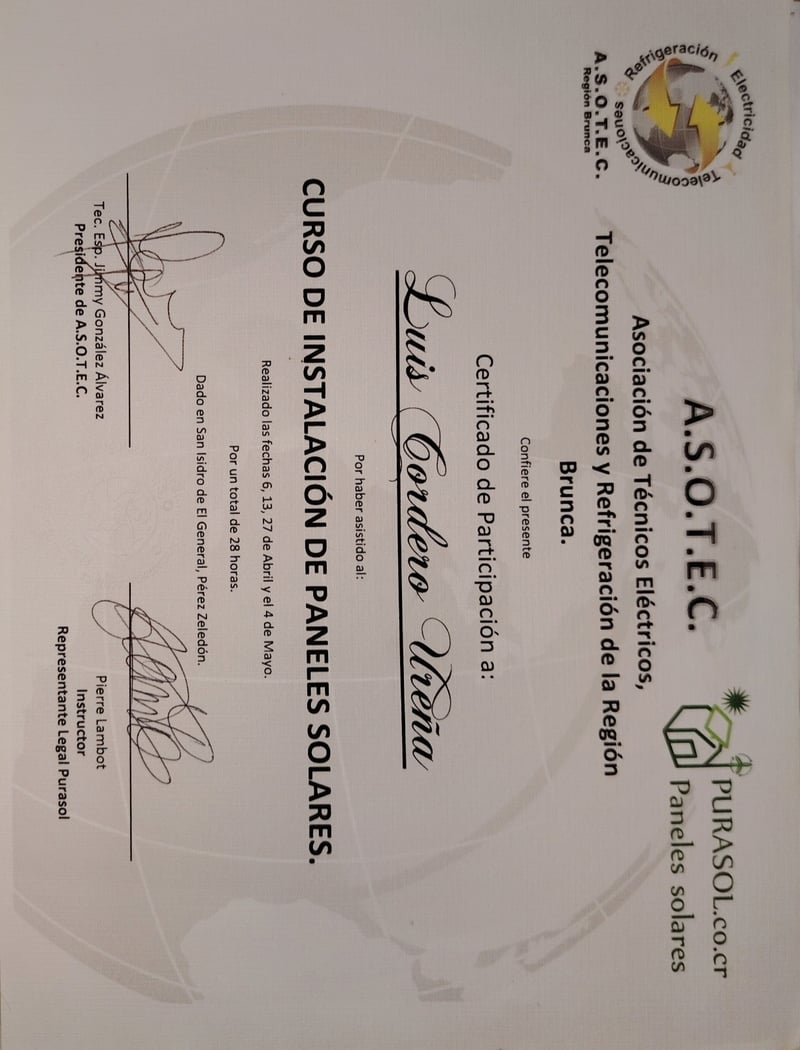 Refrigeración Electricidad Telecomunicaciones
A.S.O.T.E.C.
Región Brunca
A.S.O.T.E.C.
PURASOL.co.cr
Paneles solares
Asociación de Técnicos Eléctricos,
Telecomunicaciones y Refrigeración de la Región
Brunca.
Confiere el presente
Certificado de Participación a:
Luis Cordero Ureña
Por haber asistido al:
CURSO DE INSTALACIÓN DE PANELES SOLARES.
Realizado las fechas 6, 13, 27 de Abril y el 4 de Mayo.
Por un total de 28 horas.
Dado en San Isidro de El General, Pérez Zeledón.
Tec. Esp. Jimmy González Álvarez
Presidente de A.S.O.T.E.C.
Pierre Lambot
Instructor
Representante Legal Purasol